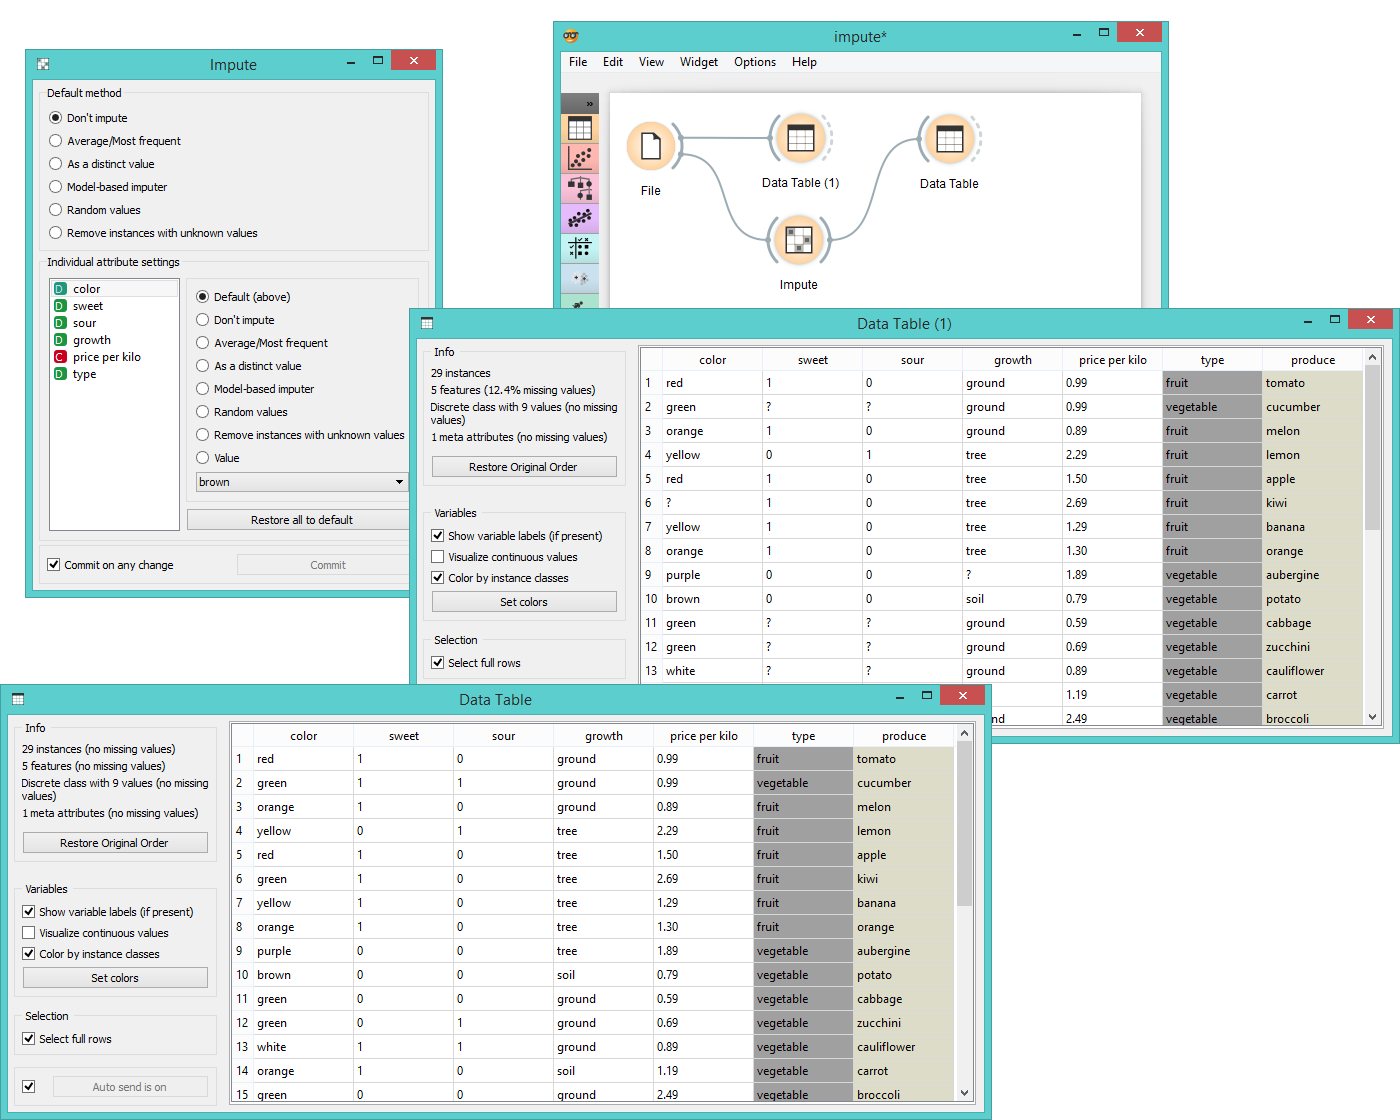 Impute
Default method
Don't impute
Average/Most frequent
As a distinct value
Model-based imputer
Random values
Remove instances with unknown values
Individual attribute settings
D color
D sweet
D sour
D growth
C price per kilo
D type
Default (above)
Don't impute
Average/Most frequent
As a distinct value
Model-based imputer
Random values
Remove instances with unknown values
Value
brown
Restore all to default
Commit on any change
Commit
impute*
File Edit View Widget Options Help
»
File
Data Table (1)
Data Table
Impute
Data Table (1)
Info
29 instances
5 features (12.4% missing values)
Discrete class with 9 values (no missing
values)
1 meta attributes (no missing values)
Restore Original Order
Variables
Show variable labels (if present)
Visualize continuous values
Color by instance classes
Set colors
Selection
Select full rows
color sweet sour growth price per kilo type produce
1 red 1 0 ground 0.99 fruit tomato
2 green ? ? ground 0.99 vegetable cucumber
3 orange 1 0 ground 0.89 fruit melon
4 yellow 0 1 tree 2.29 fruit lemon
5 red 1 0 tree 1.50 fruit apple
6 ? 1 0 tree 2.69 fruit kiwi
7 yellow 1 0 tree 1.29 fruit banana
8 orange 1 0 tree 1.30 fruit orange
9 purple 0 0 ? 1.89 vegetable aubergine
10 brown 0 0 soil 0.79 vegetable potato
11 green ? ? ground 0.59 vegetable cabbage
12 green ? ? ground 0.69 vegetable zucchini
13 white ? ? ground 0.89 vegetable cauliflower
1.19 vegetable carrot
nd 2.49 vegetable broccoli
Data Table
Info
29 instances (no missing values)
5 features (no missing values)
Discrete class with 9 values (no missing
values)
1 meta attributes (no missing values)
Restore Original Order
Variables
Show variable labels (if present)
Visualize continuous values
Color by instance classes
Set colors
Selection
Select full rows
Auto send is on
color sweet sour growth price per kilo type produce
1 red 1 0 ground 0.99 fruit tomato
2 green 1 1 ground 0.99 vegetable cucumber
3 orange 1 0 ground 0.89 fruit melon
4 yellow 0 1 tree 2.29 fruit lemon
5 red 1 0 tree 1.50 fruit apple
6 green 1 0 tree 2.69 fruit kiwi
7 yellow 1 0 tree 1.29 fruit banana
8 orange 1 0 tree 1.30 fruit orange
9 purple 0 0 tree 1.89 vegetable aubergine
10 brown 0 0 soil 0.79 vegetable potato
11 green 0 0 ground 0.59 vegetable cabbage
12 green 0 1 ground 0.69 vegetable zucchini
13 white 1 1 ground 0.89 vegetable cauliflower
14 orange 1 0 soil 1.19 vegetable carrot
15 green 0 0 ground 2.49 vegetable broccoli